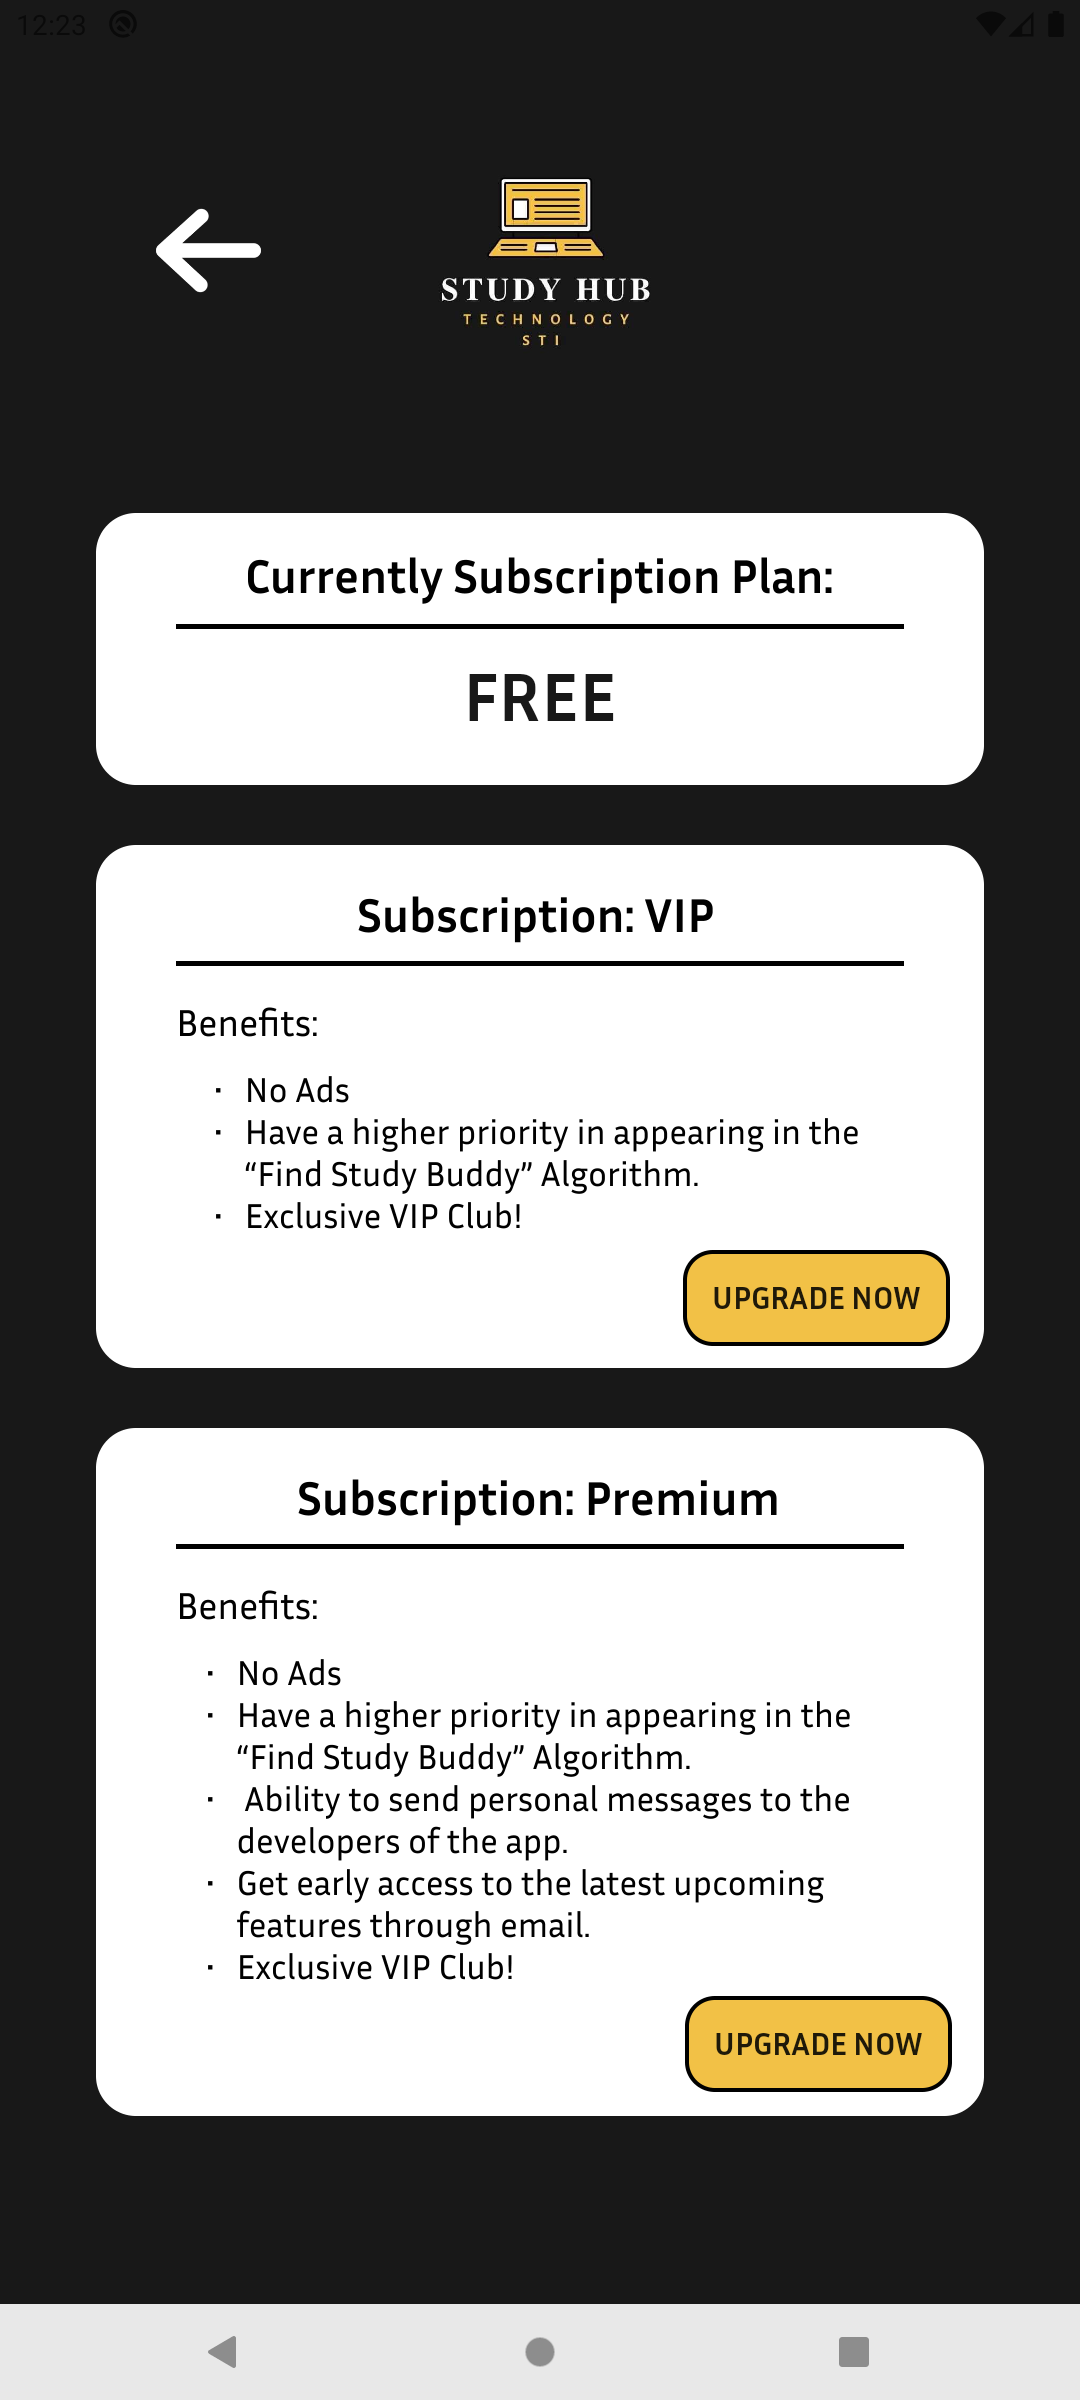 12:23
STUDY HUB
TECHNOLOGY
STI
Currently Subscription Plan:
FREE
Subscription: VIP
Benefits:
· No Ads
· Have a higher priority in appearing in the
“Find Study Buddy” Algorithm.
· Exclusive VIP Club!
UPGRADE NOW
Subscription: Premium
Benefits:
· No Ads
· Have a higher priority in appearing in the
“Find Study Buddy” Algorithm.
· Ability to send personal messages to the
developers of the app.
· Get early access to the latest upcoming
features through email.
· Exclusive VIP Club!
UPGRADE NOW